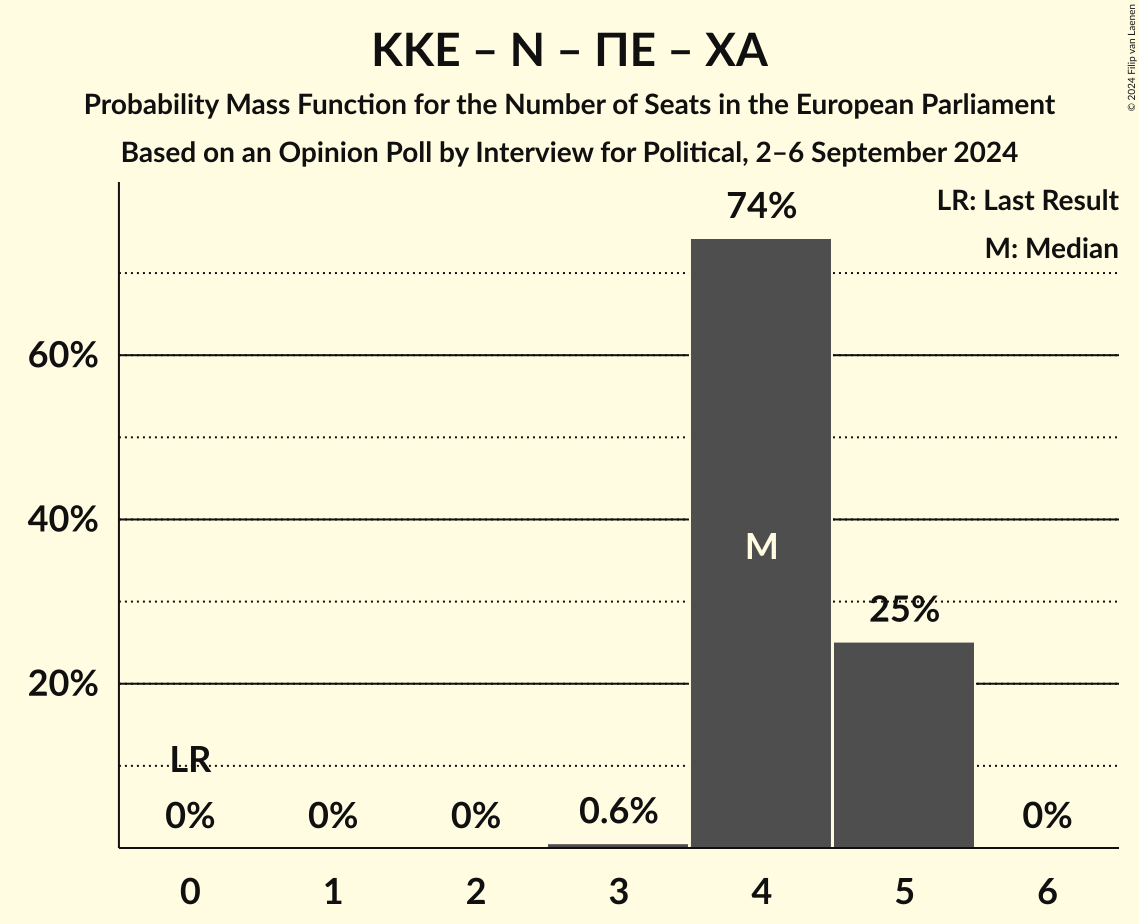 ΚΚΕ – Ν – ΠΕ – ΧΑ
Probability Mass Function for the Number of Seats in the European Parliament
Based on an Opinion Poll by Interview for Political, 2–6 September 2024
© 2024 Filip van Laenen
LR: Last Result
M: Median
74%
60%
40%
M
25%
20%
LR
0% 0% 0% 0.6% 0%
0 1 2 3 4 5 6